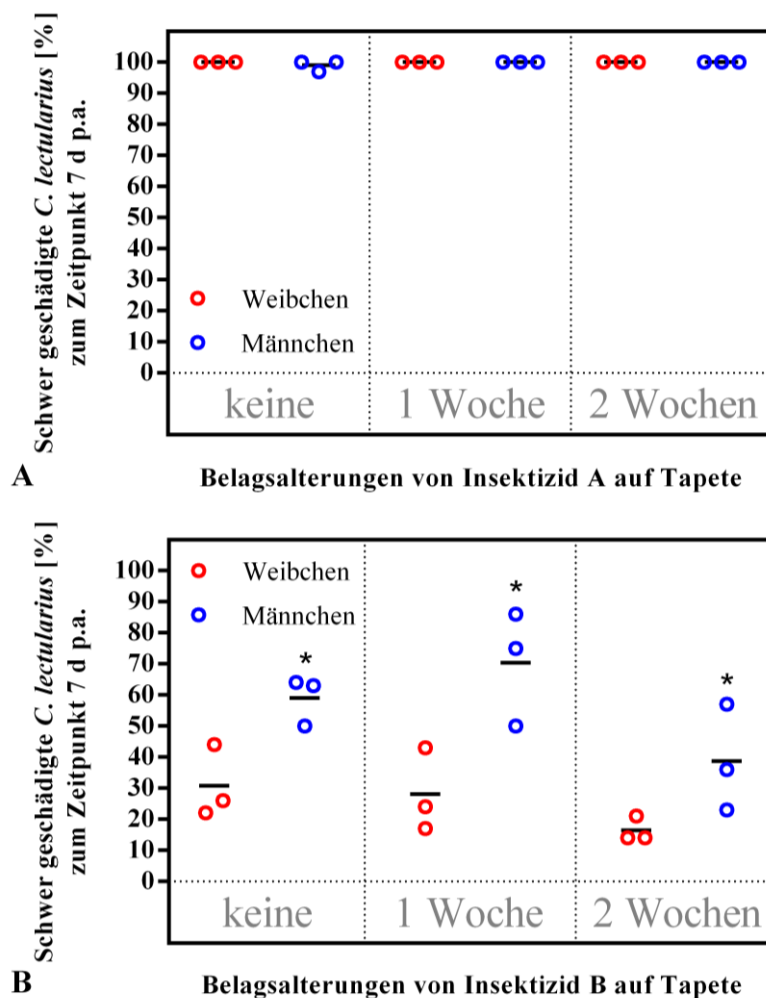 Schwer geschädigte C. lectularius [%]
zum Zeitpunkt 7 d p.a.
100
90
80
70
60
50
40
30
20
10
0
Weibchen
Männchen
keine
1 Woche
2 Wochen
A
Belagsalterungen von Insektizid A auf Tapete
Schwer geschädigte C. lectularius [%]
zum Zeitpunkt 7 d p.a.
100
90
80
70
60
50
40
30
20
10
0
Weibchen
Männchen
*
*
*
keine
1 Woche
2 Wochen
B
Belagsalterungen von Insektizid B auf Tapete